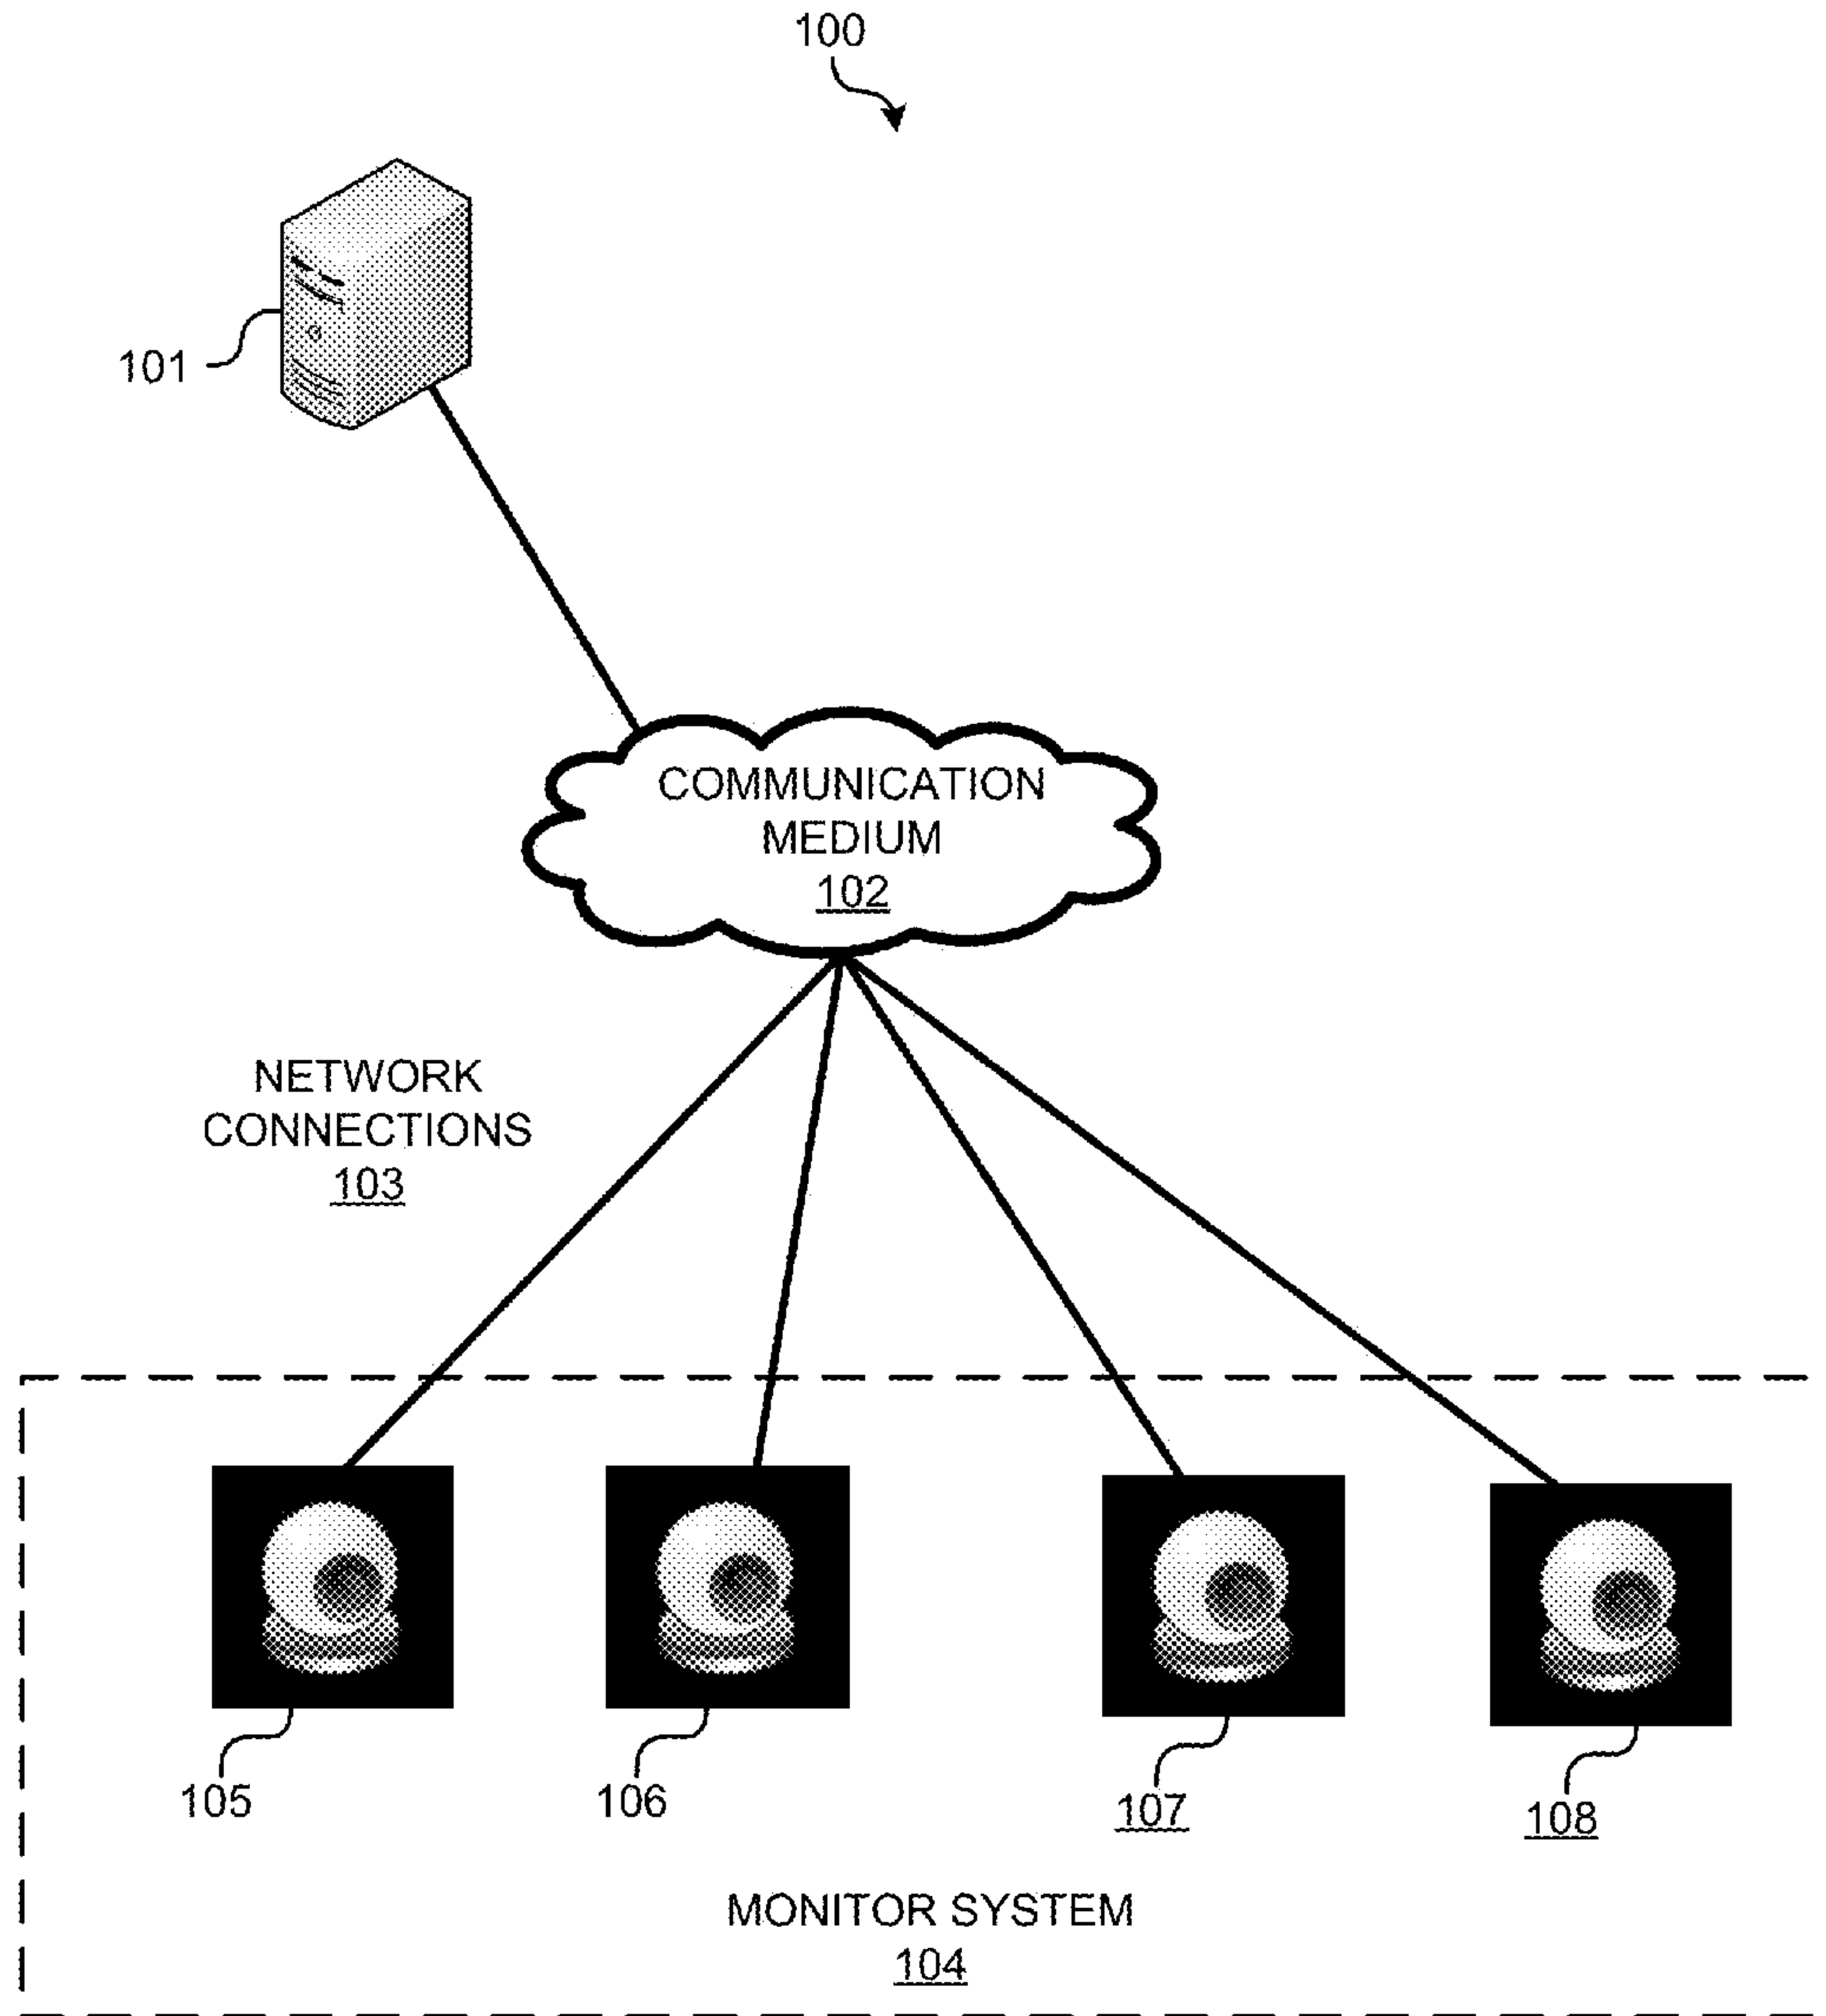 100
101
COMMUNICATION
MEDIUM
102
NETWORK
CONNECTIONS
103
105
106
107
108
MONITOR SYSTEM
104